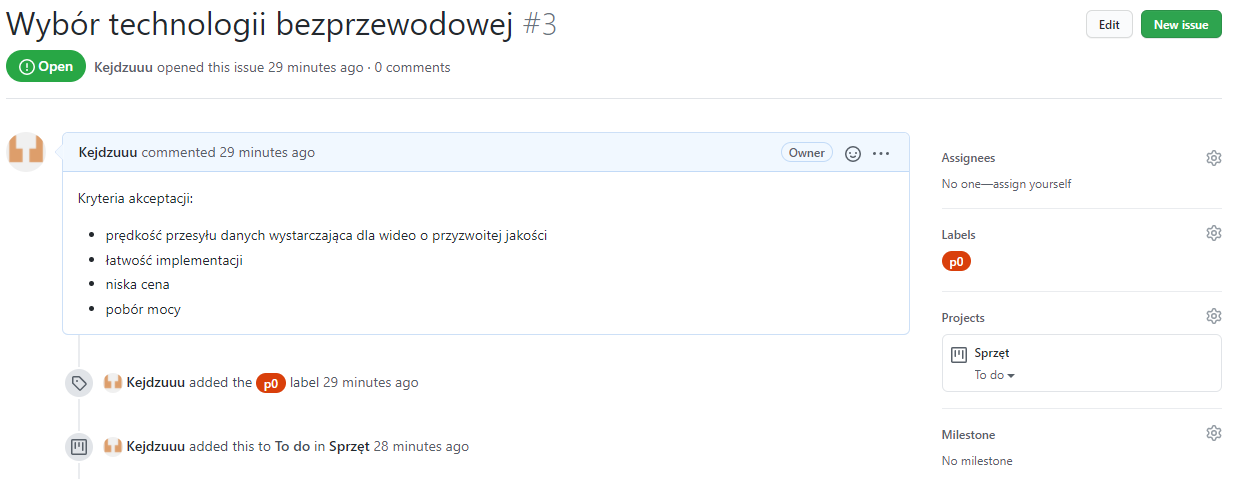 Wybór technologii bezprzewodowej #3
Edit
New issue
Open
Kejdzuuu opened this issue 29 minutes ago · 0 comments
Kejdzuuu commented 29 minutes ago
Owner
Kryteria akceptacji:
• prędkość przesyłu danych wystarczająca dla wideo o przyzwoitej jakości
• łatwość implementacji
• niska cena
• pobór mocy
Kejdzuuu added the p0 label 29 minutes ago
Kejdzuuu added this to To do in Sprzęt 28 minutes ago
Assignees
No one—assign yourself
Labels
p0
Projects
Sprzęt
To do
Milestone
No milestone